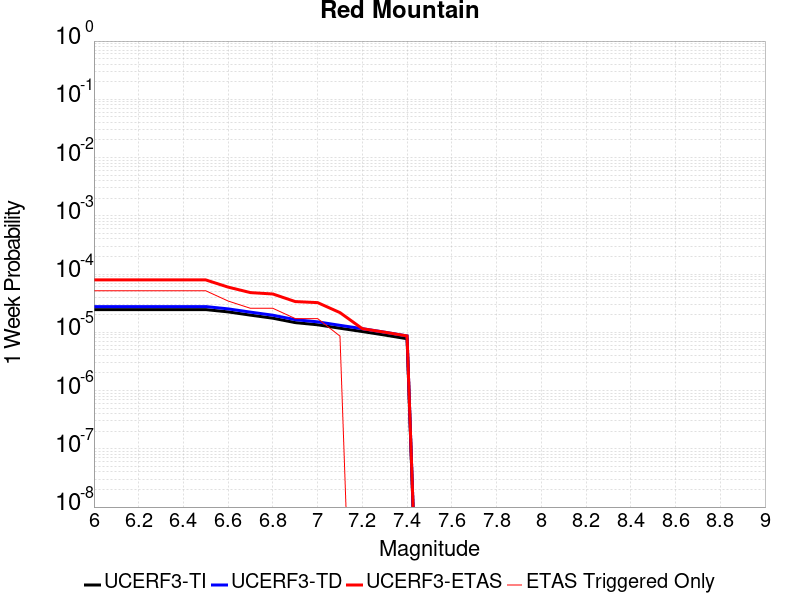 Red Mountain
10^0
10^-1
10^-2
10^-3
10^-4
10^-5
10^-6
10^-7
10^-8
1 Week Probability
6 6.2 6.4 6.6 6.8 7 7.2 7.4 7.6 7.8 8 8.2 8.4 8.6 8.8 9
Magnitude
UCERF3-TI UCERF3-TD UCERF3-ETAS ETAS Triggered Only